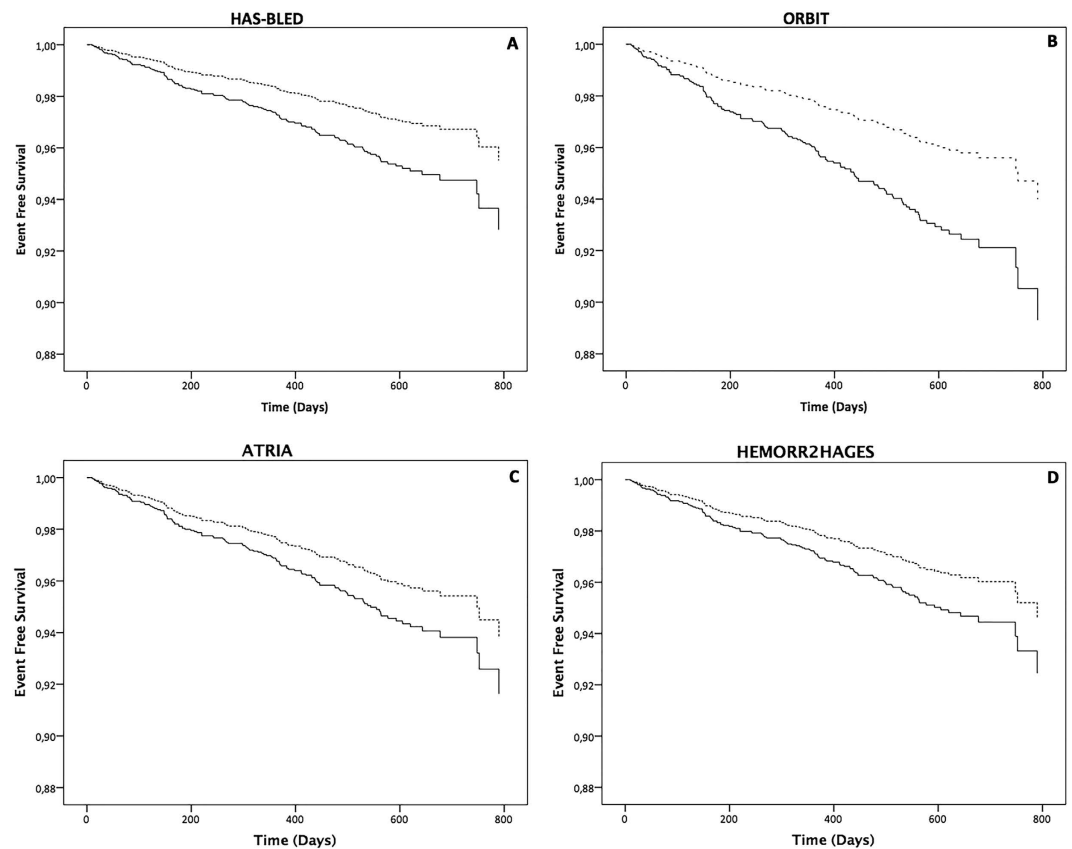 HAS-BLED
A
Event Free Survival
1,00
0,98
0,96
0,94
0,92
0,90
0,88
0 200 400 600 800
Time (Days)
ORBIT
B
Event Free Survival
1,00
0,98
0,96
0,94
0,92
0,90
0,88
0 200 400 600 800
Time (Days)
ATRIA
C
Event Free Survival
1,00
0,98
0,96
0,94
0,92
0,90
0,88
0 200 400 600 800
Time (Days)
HEMORR2HAGES
D
Event Free Survival
1,00
0,98
0,96
0,94
0,92
0,90
0,88
0 200 400 600 800
Time (Days)